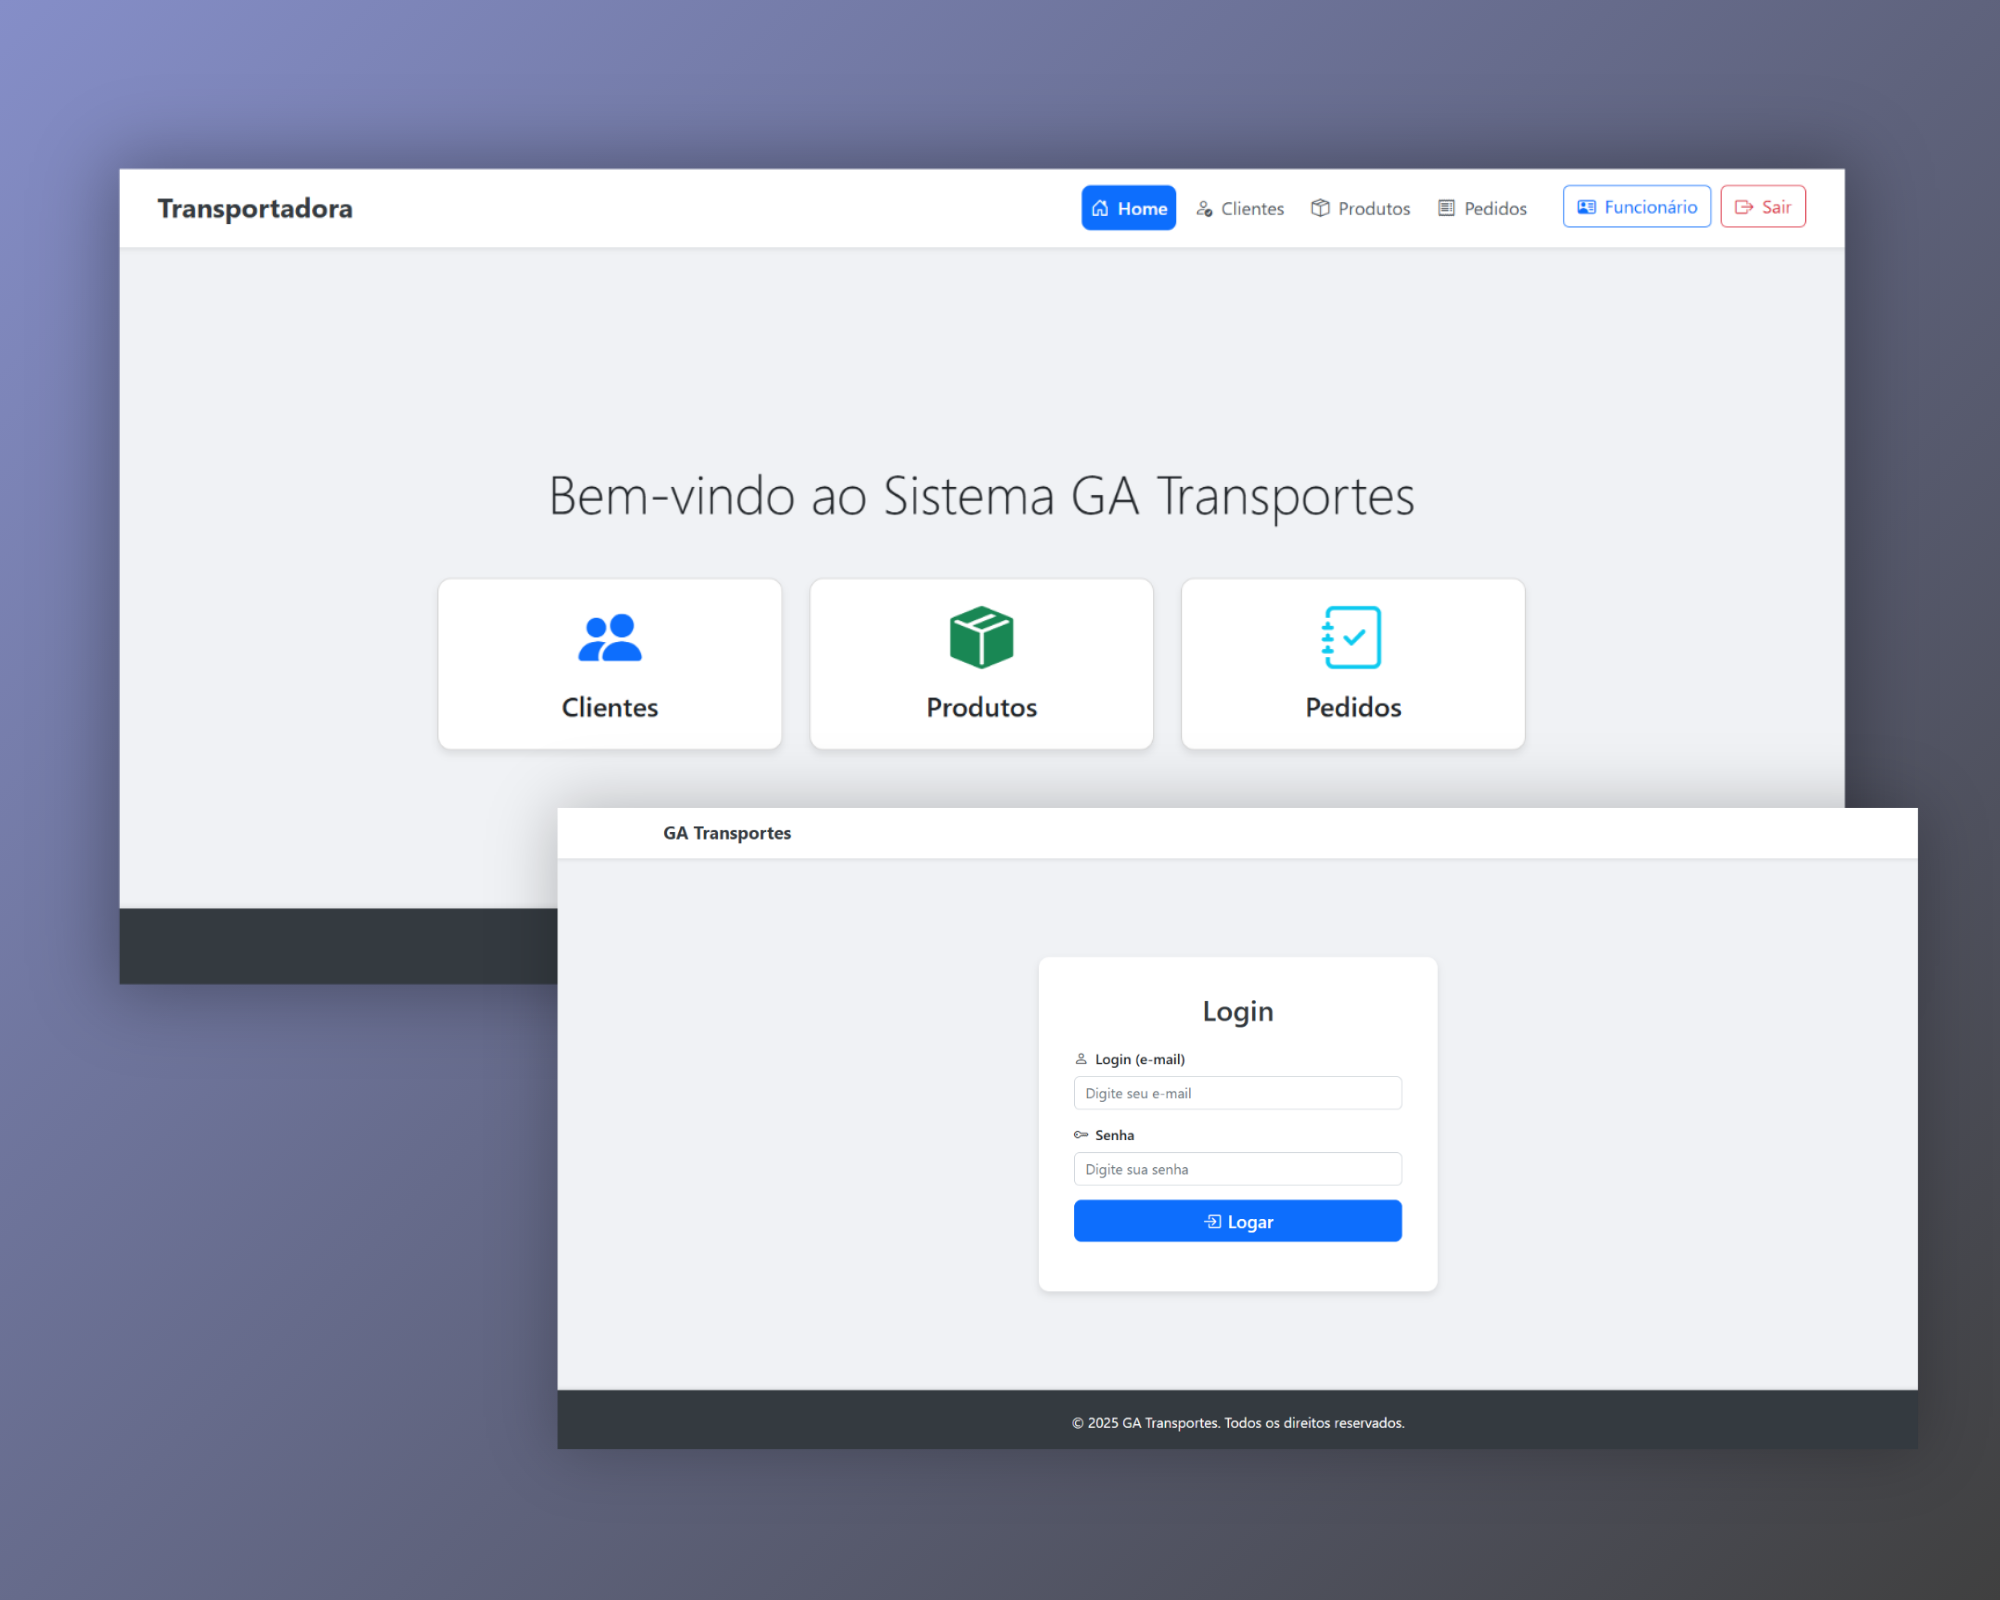 Transportadora
Home Clientes Produtos Pedidos Funcionário Sair
Bem-vindo ao Sistema GA Transportes
Clientes Produtos Pedidos
GA Transportes
Login
Login (e-mail)
Digite seu e-mail
Senha
Digite sua senha
Logar
© 2025 GA Transportes. Todos os direitos reservados.